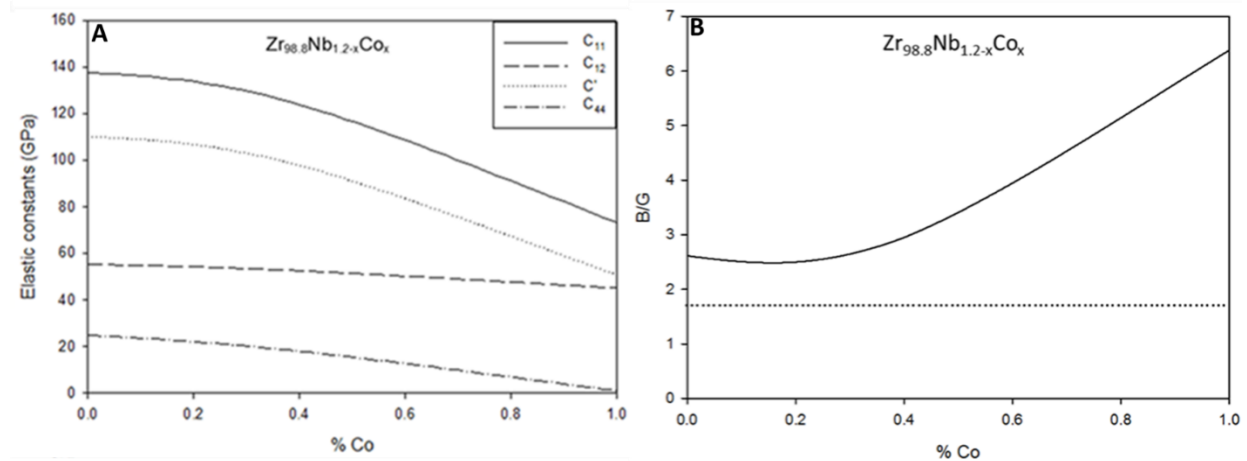 A
Zr98.8Nb1.2-xCox
C11
C12
C'
C44
Elastic constants (GPa)
160
140
120
100
80
60
40
20
0
0.0 0.2 0.4 0.6 0.8 1.0
% Co
B
Zr98.8Nb1.2-xCox
B/G
7
6
5
4
3
2
1
0
0.0 0.2 0.4 0.6 0.8 1.0
% Co